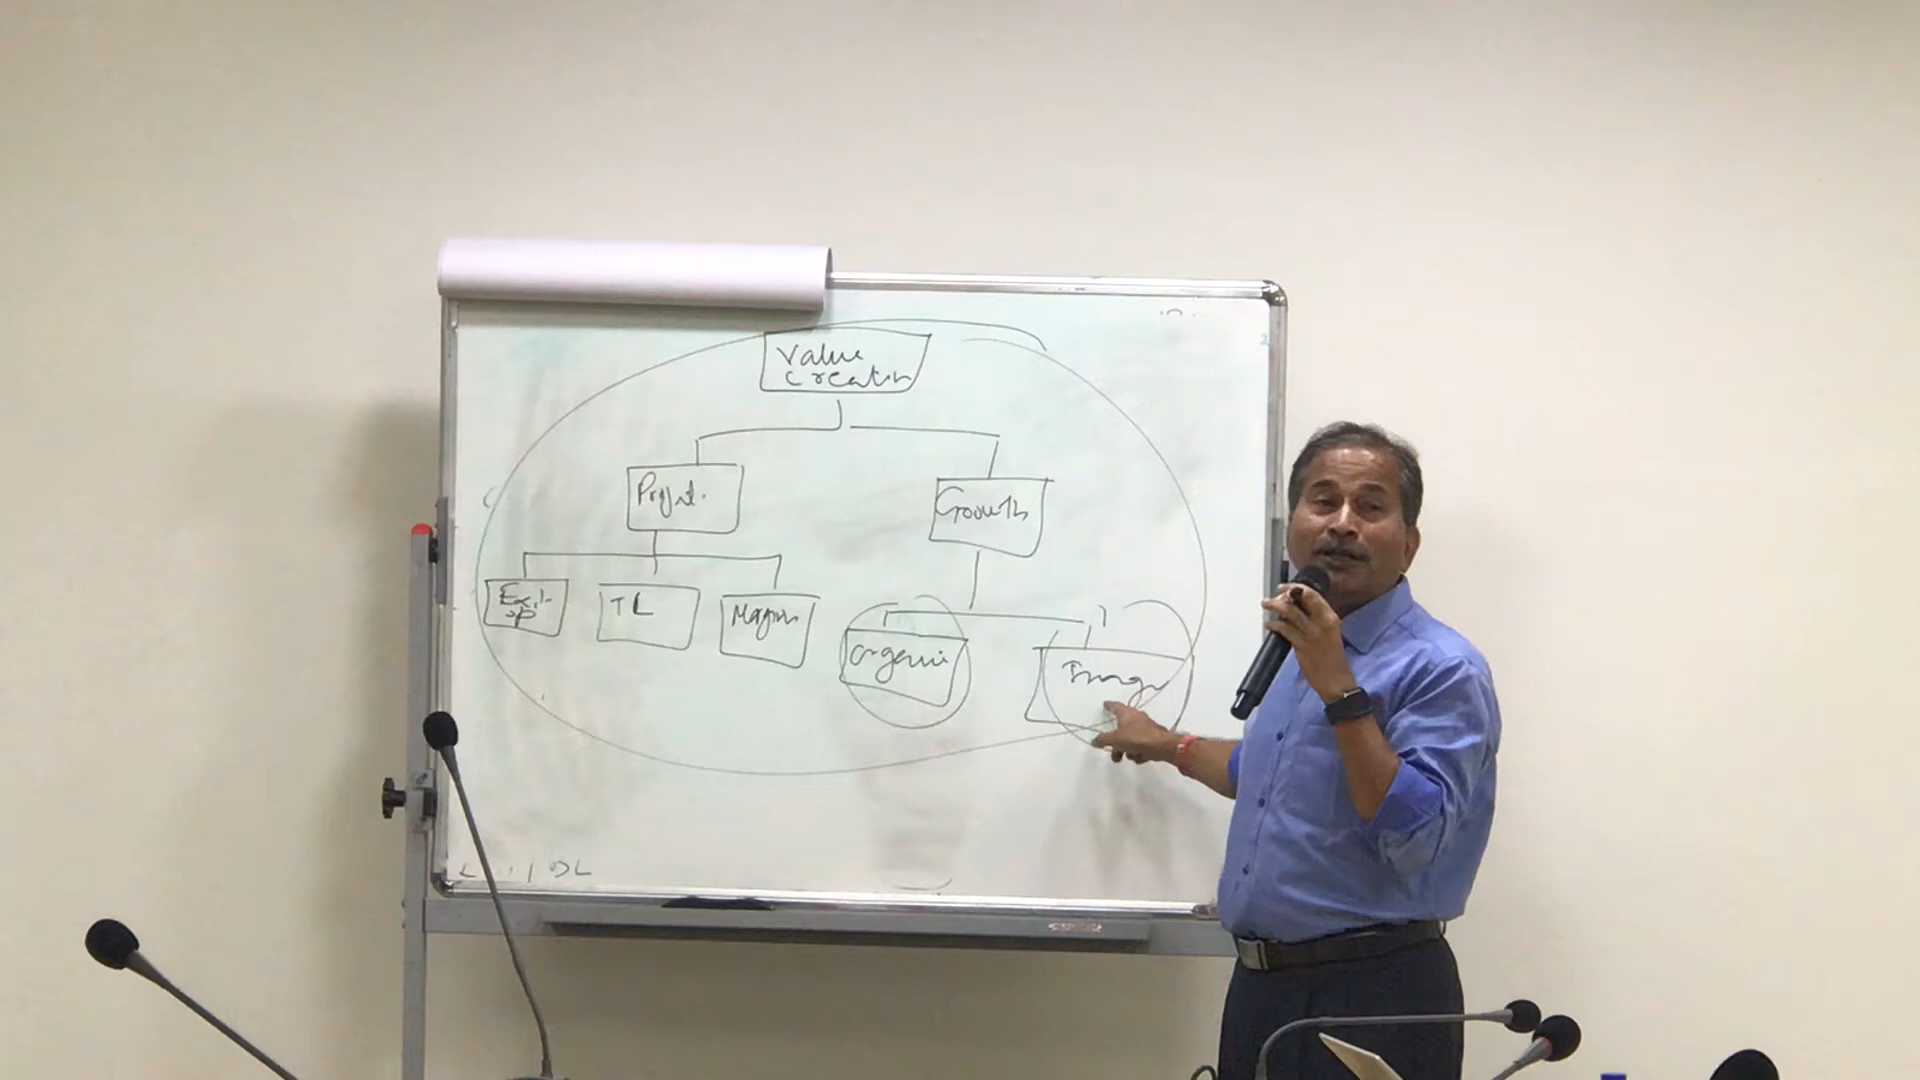 Value
Creation
Profit.
Growth
TL
Margin
Organic